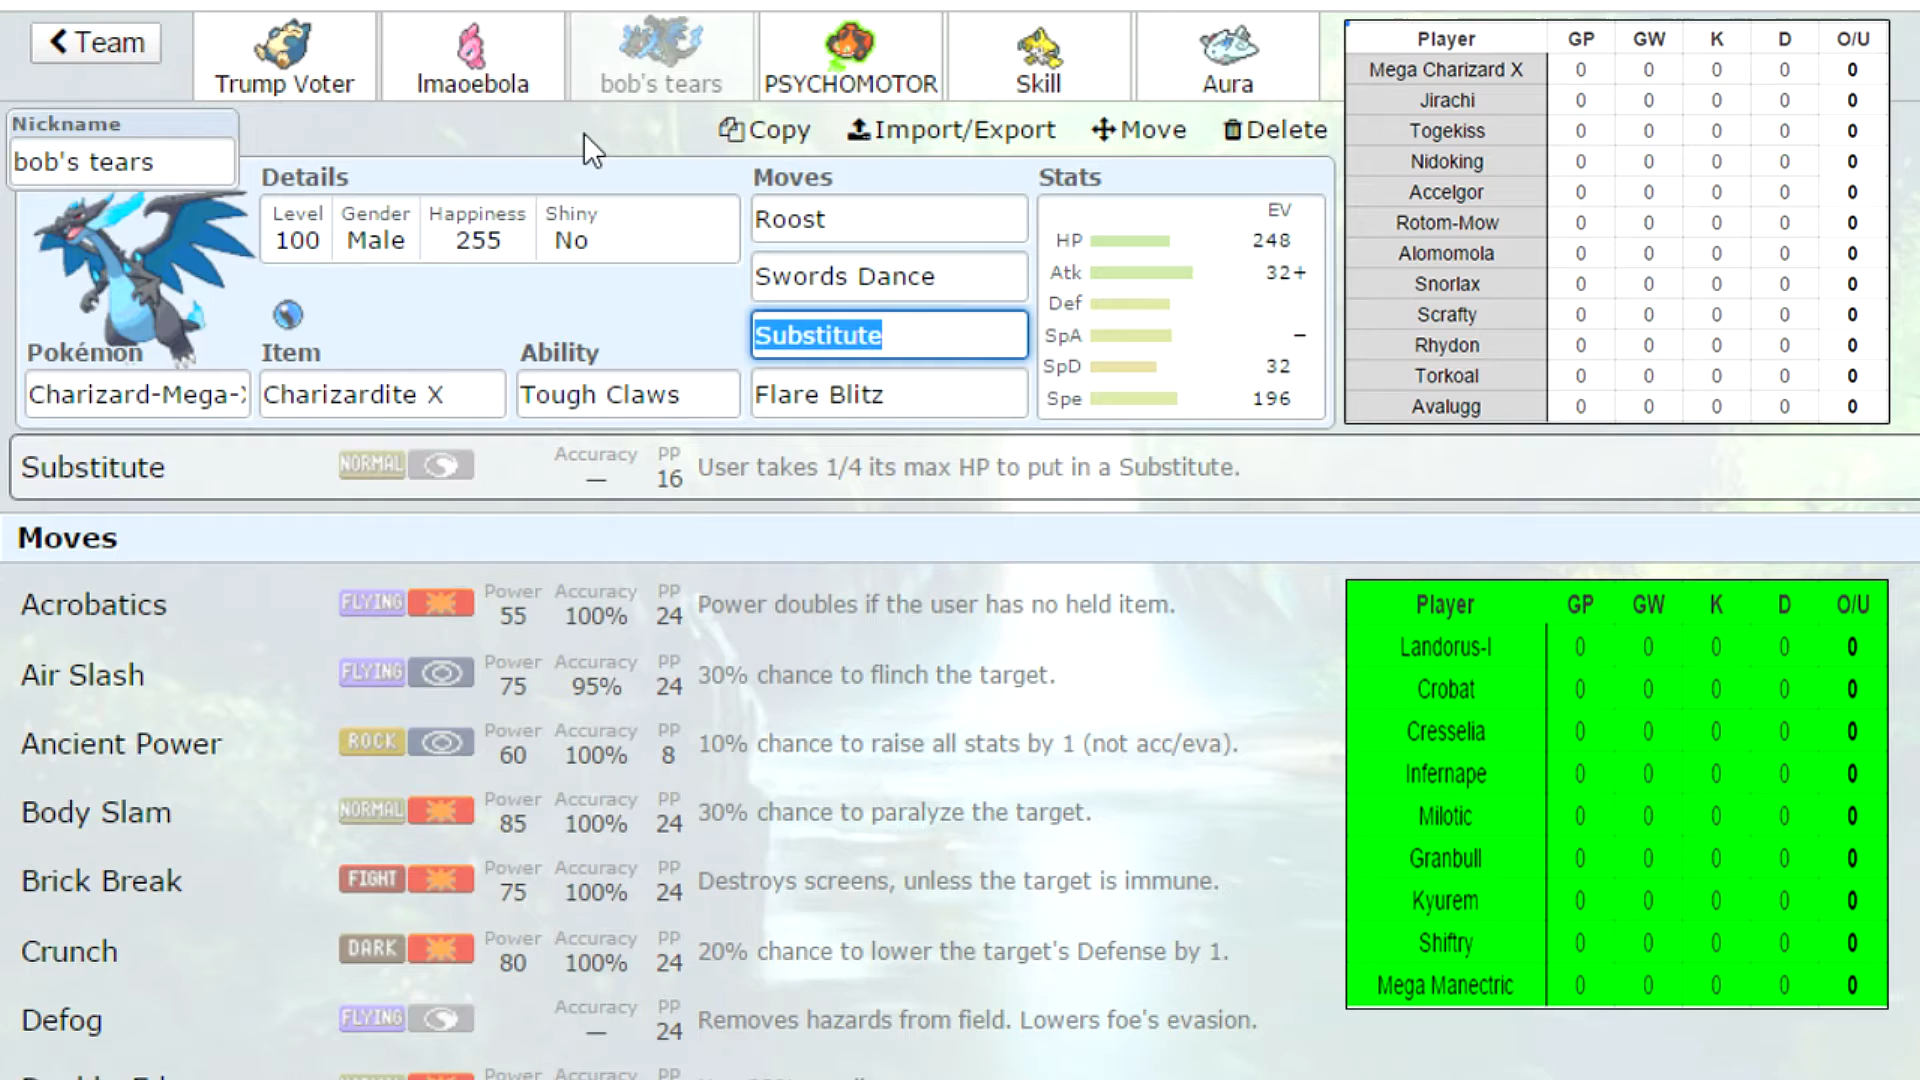 Team
Trump Voter
lmaoebola
bob's tears
PSYCHOMOTOR
Skill
Aura
Copy
Import/Export
Move
Delete
Nickname
bob's tears
Details
Level Gender Happiness Shiny
100 Male 255 No
Pokémon
Charizard-Mega-X
Item
Charizardite X
Ability
Tough Claws
Moves
Roost
Swords Dance
Substitute
Flare Blitz
Stats
EV
HP 248
Atk 32+
Def
SpA −
SpD 32
Spe 196
Player GP GW K D O/U
Mega Charizard X 0 0 0 0 0
Jirachi 0 0 0 0 0
Togekiss 0 0 0 0 0
Nidoking 0 0 0 0 0
Accelgor 0 0 0 0 0
Rotom-Mow 0 0 0 0 0
Alomomola 0 0 0 0 0
Snorlax 0 0 0 0 0
Scrafty 0 0 0 0 0
Rhydon 0 0 0 0 0
Torkoal 0 0 0 0 0
Avalugg 0 0 0 0 0
Substitute NORMAL Accuracy — PP 16 User takes 1/4 its max HP to put in a Substitute.
Moves
Acrobatics FLYING Power 55 Accuracy 100% PP 24 Power doubles if the user has no held item.
Air Slash FLYING Power 75 Accuracy 95% PP 24 30% chance to flinch the target.
Ancient Power ROCK Power 60 Accuracy 100% PP 8 10% chance to raise all stats by 1 (not acc/eva).
Body Slam NORMAL Power 85 Accuracy 100% PP 24 30% chance to paralyze the target.
Brick Break FIGHT Power 75 Accuracy 100% PP 24 Destroys screens, unless the target is immune.
Crunch DARK Power 80 Accuracy 100% PP 24 20% chance to lower the target's Defense by 1.
Defog FLYING Accuracy — PP 24 Removes hazards from field. Lowers foe's evasion.
Power Accuracy PP
Player GP GW K D O/U
Landorus-I 0 0 0 0 0
Crobat 0 0 0 0 0
Cresselia 0 0 0 0 0
Infernape 0 0 0 0 0
Milotic 0 0 0 0 0
Granbull 0 0 0 0 0
Kyurem 0 0 0 0 0
Shiftry 0 0 0 0 0
Mega Manectric 0 0 0 0 0